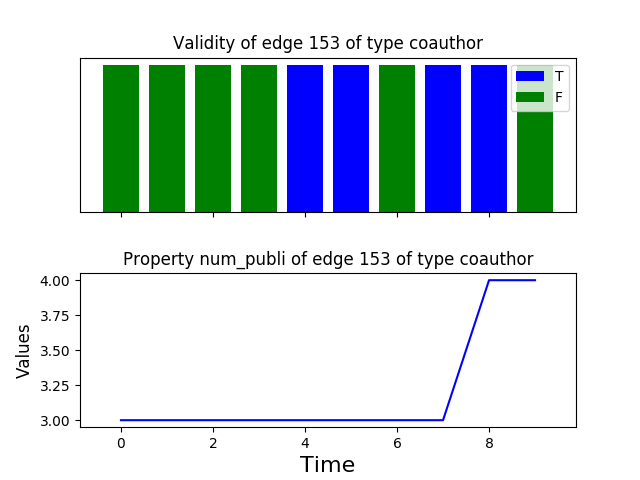 Validity of edge 153 of type coauthor
T
F
Property num_publi of edge 153 of type coauthor
4.00
3.75
3.50
3.25
3.00
Values
0 2 4 6 8
Time